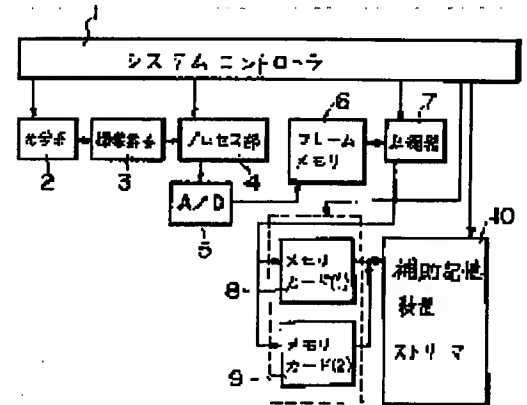 1
システムコントローラ
6
7
光学系
撮像素子
プロセス部
フレーム
メモリ
圧縮器
2
3
4
A/D
5
10
8
メモリ
カード(1)
補助記憶
装置
ストリーマ
9
メモリ
カード(2)